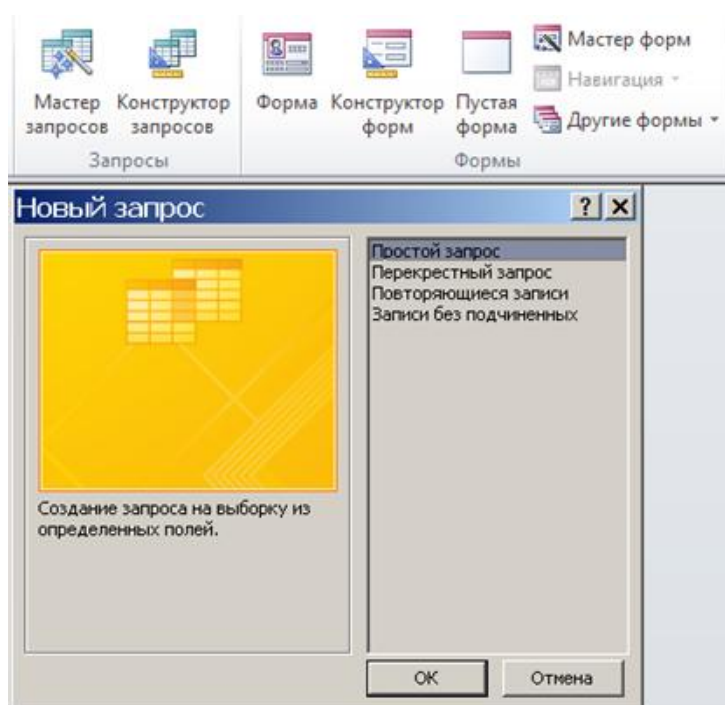 Мастер запросов
Конструктор запросов
Форма
Конструктор форм
Пустая форма
Мастер форм
Навигация
Другие формы
Запросы
Формы
Новый запрос
?
X
Простой запрос
Перекрестный запрос
Повторяющиеся записи
Записи без подчиненных
Создание запроса на выборку из
определенных полей.
ОК
Отмена